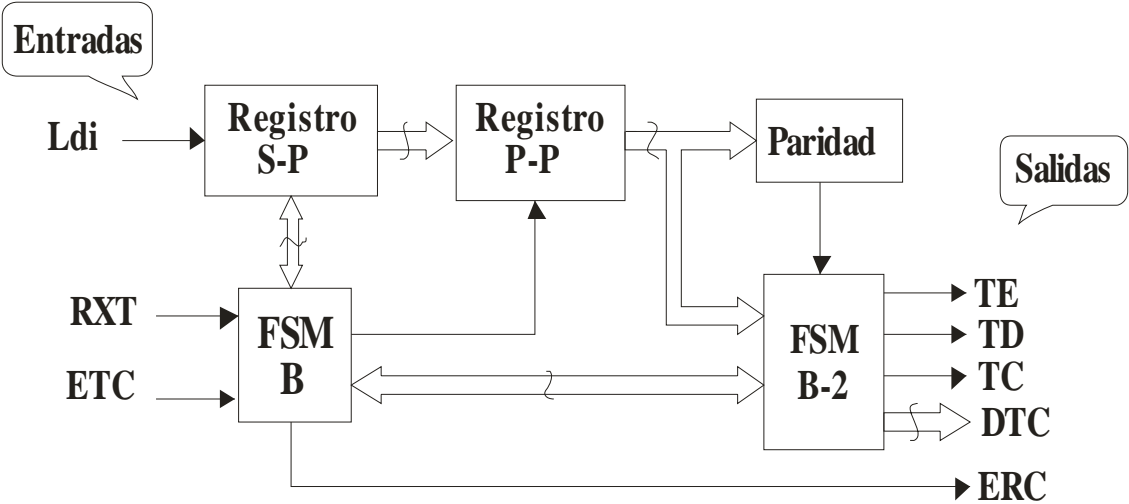 Entradas
Ldi
Registro
S-P
Registro
P-P
Paridad
Salidas
RXT
ETC
FSM
B
FSM
B-2
TE
TD
TC
DTC
ERC